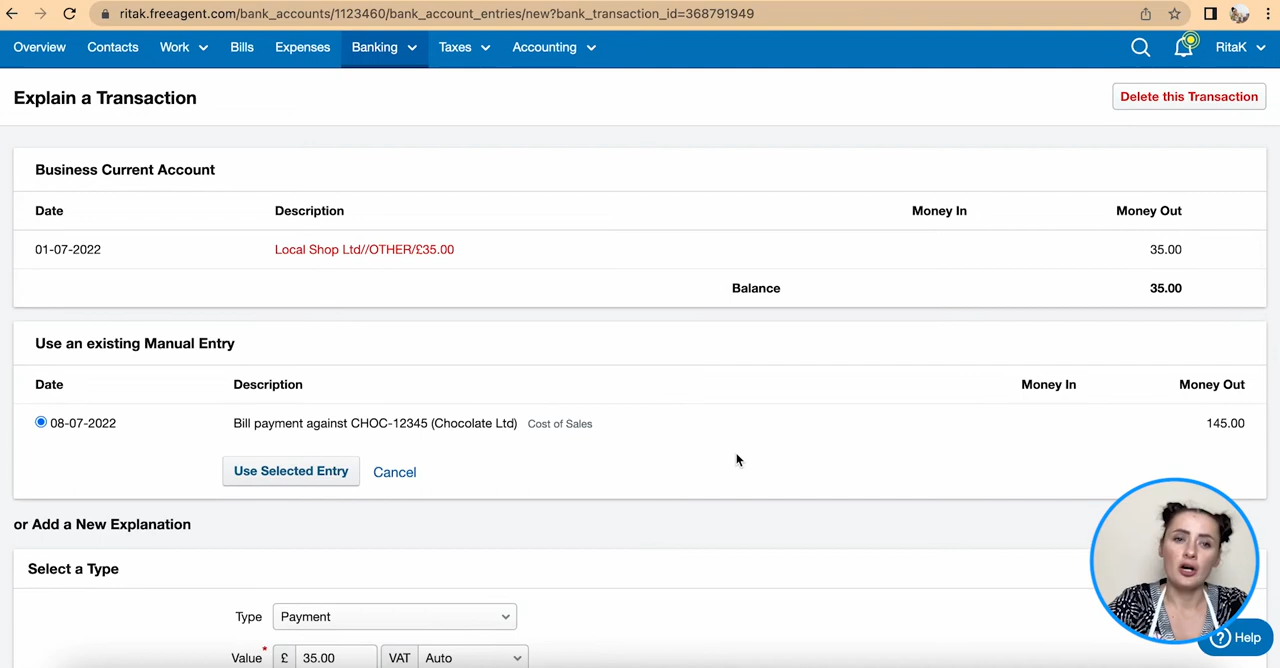 ritak.freeagent.com/bank_accounts/1123460/bank_account_entries/new?bank_transaction_id=368791949
Overview Contacts Work Bills Expenses Banking Taxes Accounting RitaK
Explain a Transaction Delete this Transaction
Business Current Account
Date Description Money In Money Out
01-07-2022 Local Shop Ltd//OTHER/£35.00 35.00
Balance 35.00
Use an existing Manual Entry
Date Description Money In Money Out
08-07-2022 Bill payment against CHOC-12345 (Chocolate Ltd) Cost of Sales 145.00
Use Selected Entry Cancel
or Add a New Explanation
Select a Type
Type Payment
? Help
Value * £ 35.00 VAT Auto